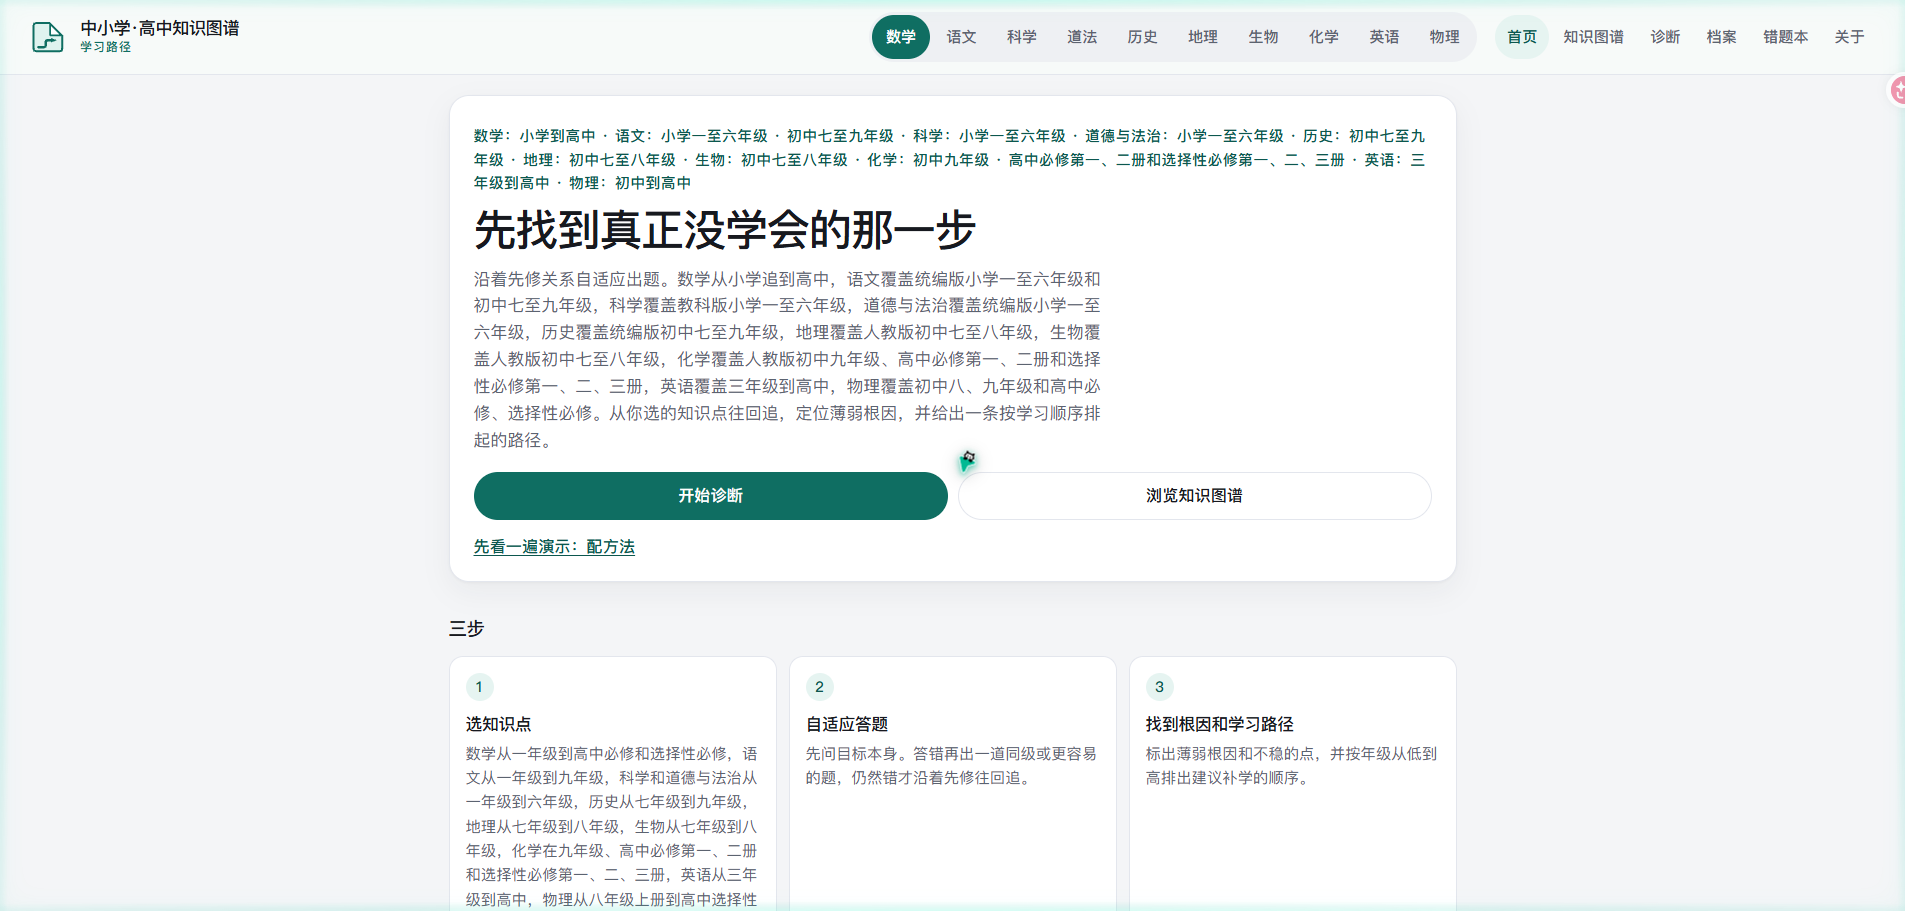 中小学·高中知识图谱
学习路径
数学 语文 科学 道法 历史 地理 生物 化学 英语 物理 首页 知识图谱 诊断 档案 错题本 关于
数学：小学到高中 · 语文：小学一至六年级 · 初中七至九年级 · 科学：小学一至六年级 · 道德与法治：小学一至六年级 · 历史：初中七至九
年级 · 地理：初中七至八年级 · 生物：初中七至八年级 · 化学：初中九年级 · 高中必修第一、二册和选择性必修第一、二、三册 · 英语：三
年级到高中 · 物理：初中到高中
先找到真正没学会的那一步
沿着先修关系自适应出题。数学从小学追到高中，语文覆盖统编版小学一至六年级和
初中七至九年级，科学覆盖教科版小学一至六年级，道德与法治覆盖统编版小学一至
六年级，历史覆盖统编版初中七至九年级，地理覆盖人教版初中七至八年级，生物覆
盖人教版初中七至八年级，化学覆盖人教版初中九年级、高中必修第一、二册和选择
性必修第一、二、三册，英语覆盖三年级到高中，物理覆盖初中八、九年级和高中必
修、选择性必修。从你选的知识点往回追，定位薄弱根因，并给出一条按学习顺序排
起的路径。
开始诊断
浏览知识图谱
先看一遍演示：配方法
三步
1
选知识点
数学从一年级到高中必修和选择性必修，语
文从一年级到九年级，科学和道德与法治从
一年级到六年级，历史从七年级到九年级，
地理从七年级到八年级，生物从七年级到八
年级，化学在九年级、高中必修第一、二册
和选择性必修第一、二、三册，英语从三年
级到高中，物理从八年级上册到高中选择性
2
自适应答题
先问目标本身。答错再出一道同级或更容易
的题，仍然错才沿着先修往回追。
3
找到根因和学习路径
标出薄弱根因和不稳的点，并按年级从低到
高排出建议补学的顺序。